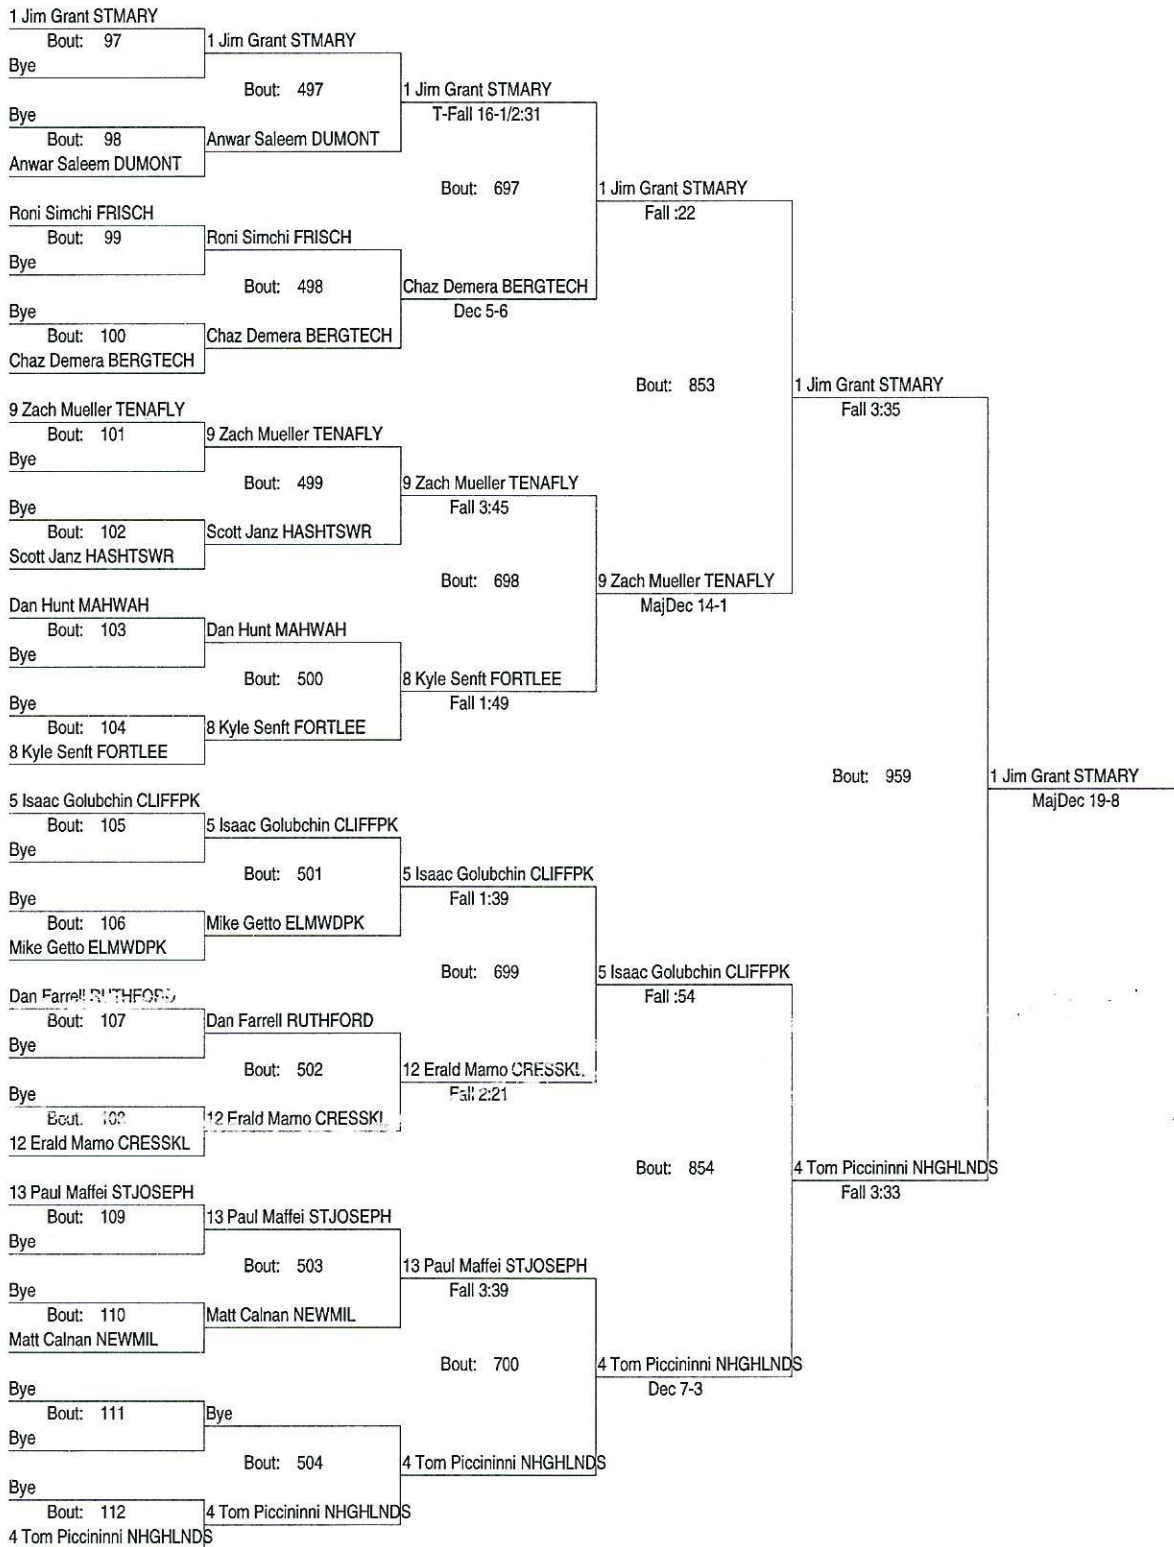 1 Jim Grant STMARY
Bout: 97
Bye
1 Jim Grant STMARY
Bout: 497
Bye
Bout: 98
Anwar Saleem DUMONT
Anwar Saleem DUMONT
1 Jim Grant STMARY
T-Fall 16-1/2:31
Bout: 697
Roni Simchi FRISCH
Bout: 99
Bye
Roni Simchi FRISCH
Bout: 498
Bye
Bout: 100
Chaz Demera BERGTECH
Chaz Demera BERGTECH
Chaz Demera BERGTECH
Dec 5-6
1 Jim Grant STMARY
Fall :22
Bout: 853
9 Zach Mueller TENAFLY
Bout: 101
Bye
9 Zach Mueller TENAFLY
Bout: 499
Bye
Bout: 102
Scott Janz HASHTSWR
Scott Janz HASHTSWR
9 Zach Mueller TENAFLY
Fall 3:45
Bout: 698
Dan Hunt MAHWAH
Bout: 103
Bye
Dan Hunt MAHWAH
Bout: 500
Bye
Bout: 104
8 Kyle Senft FORTLEE
8 Kyle Senft FORTLEE
8 Kyle Senft FORTLEE
Fall 1:49
9 Zach Mueller TENAFLY
MajDec 14-1
1 Jim Grant STMARY
Fall 3:35
Bout: 959
1 Jim Grant STMARY
MajDec 19-8
5 Isaac Golubchin CLIFFPK
Bout: 105
Bye
5 Isaac Golubchin CLIFFPK
Bout: 501
Bye
Bout: 106
Mike Getto ELMWDPK
Mike Getto ELMWDPK
5 Isaac Golubchin CLIFFPK
Fall 1:39
Bout: 699
Dan Farrell RUTHFORD
Bout: 107
Bye
Dan Farrell RUTHFORD
Bout: 502
Bye
Bout: 108
12 Erald Mamo CRESSKL
12 Erald Mamo CRESSKL
12 Erald Mamo CRESSKL
Fall 2:21
5 Isaac Golubchin CLIFFPK
Fall :54
Bout: 854
13 Paul Maffei STJOSEPH
Bout: 109
Bye
13 Paul Maffei STJOSEPH
Bout: 503
Bye
Bout: 110
Matt Calnan NEWMIL
Matt Calnan NEWMIL
13 Paul Maffei STJOSEPH
Fall 3:39
Bout: 700
Bye
Bout: 111
Bye
Bye
Bout: 504
Bye
Bout: 112
4 Tom Piccininni NHGHLNDS
4 Tom Piccininni NHGHLNDS
4 Tom Piccininni NHGHLNDS
4 Tom Piccininni NHGHLNDS
Dec 7-3
4 Tom Piccininni NHGHLNDS
Fall 3:33